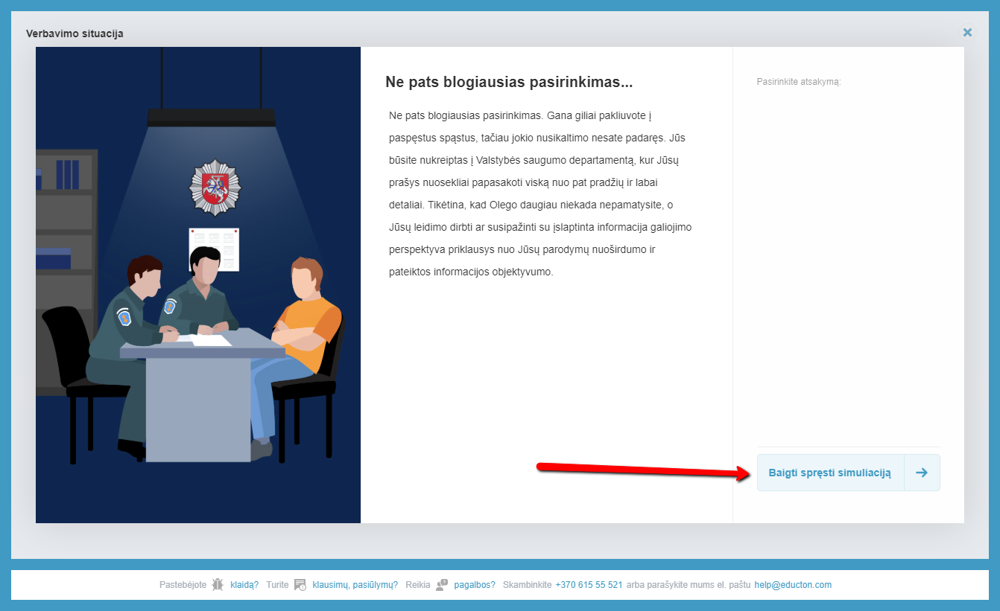 Verbavimo situacija
Ne pats blogiausias pasirinkimas...
Ne pats blogiausias pasirinkimas. Gana giliai pakliuvote į
paspęstus spąstus, tačiau jokio nusikaltimo nesate padaręs. Jūs
būsite nukreiptas į Valstybės saugumo departamentą, kur Jūsų
prašys nuosekliai papasakoti viską nuo pat pradžių ir labai
detaliai. Tikėtina, kad Olego daugiau niekada nepamatysite, o
Jūsų leidimo dirbti ar susipažinti su įslaptinta informacija galiojimo
perspektyva priklausys nuo Jūsų parodymų nuoširdumo ir
pateiktos informacijos objektyvumo.
Pasirinkite atsakymą:
Baigti spręsti simuliaciją
Pastebėjote klaidą? Turite klausimų, pasiūlymų? Reikia pagalbos? Skambinkite +370 615 55 521 arba parašykite mums el. paštu help@educton.com